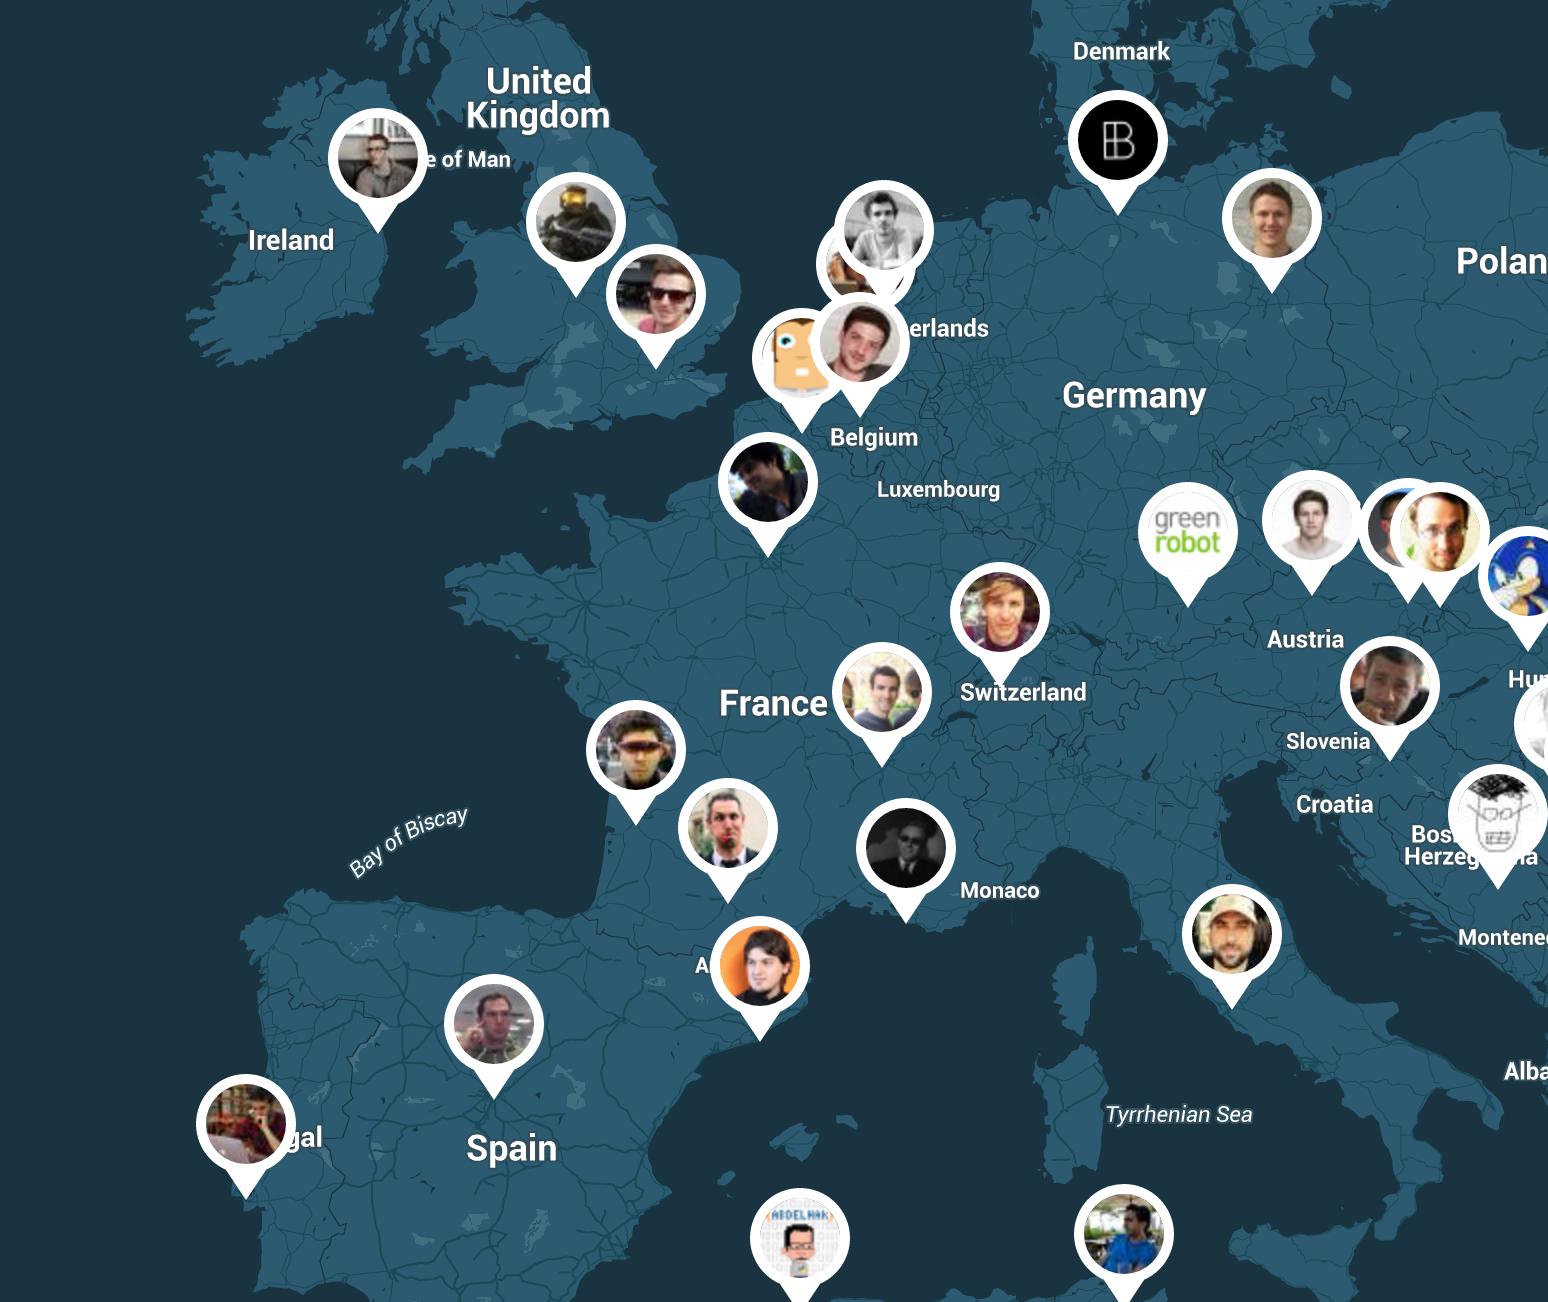 Denmark
United
Kingdom
e of Man
Ireland
Polan
erlands
Germany
Belgium
Luxembourg
green
robot
Austria
Hun
Switzerland
France
Slovenia
Croatia
Bos
Herzeg
na
Bay of Biscay
Monaco
Montene
A
Alba
Tyrrhenian Sea
gal
Spain
ABDELHAK